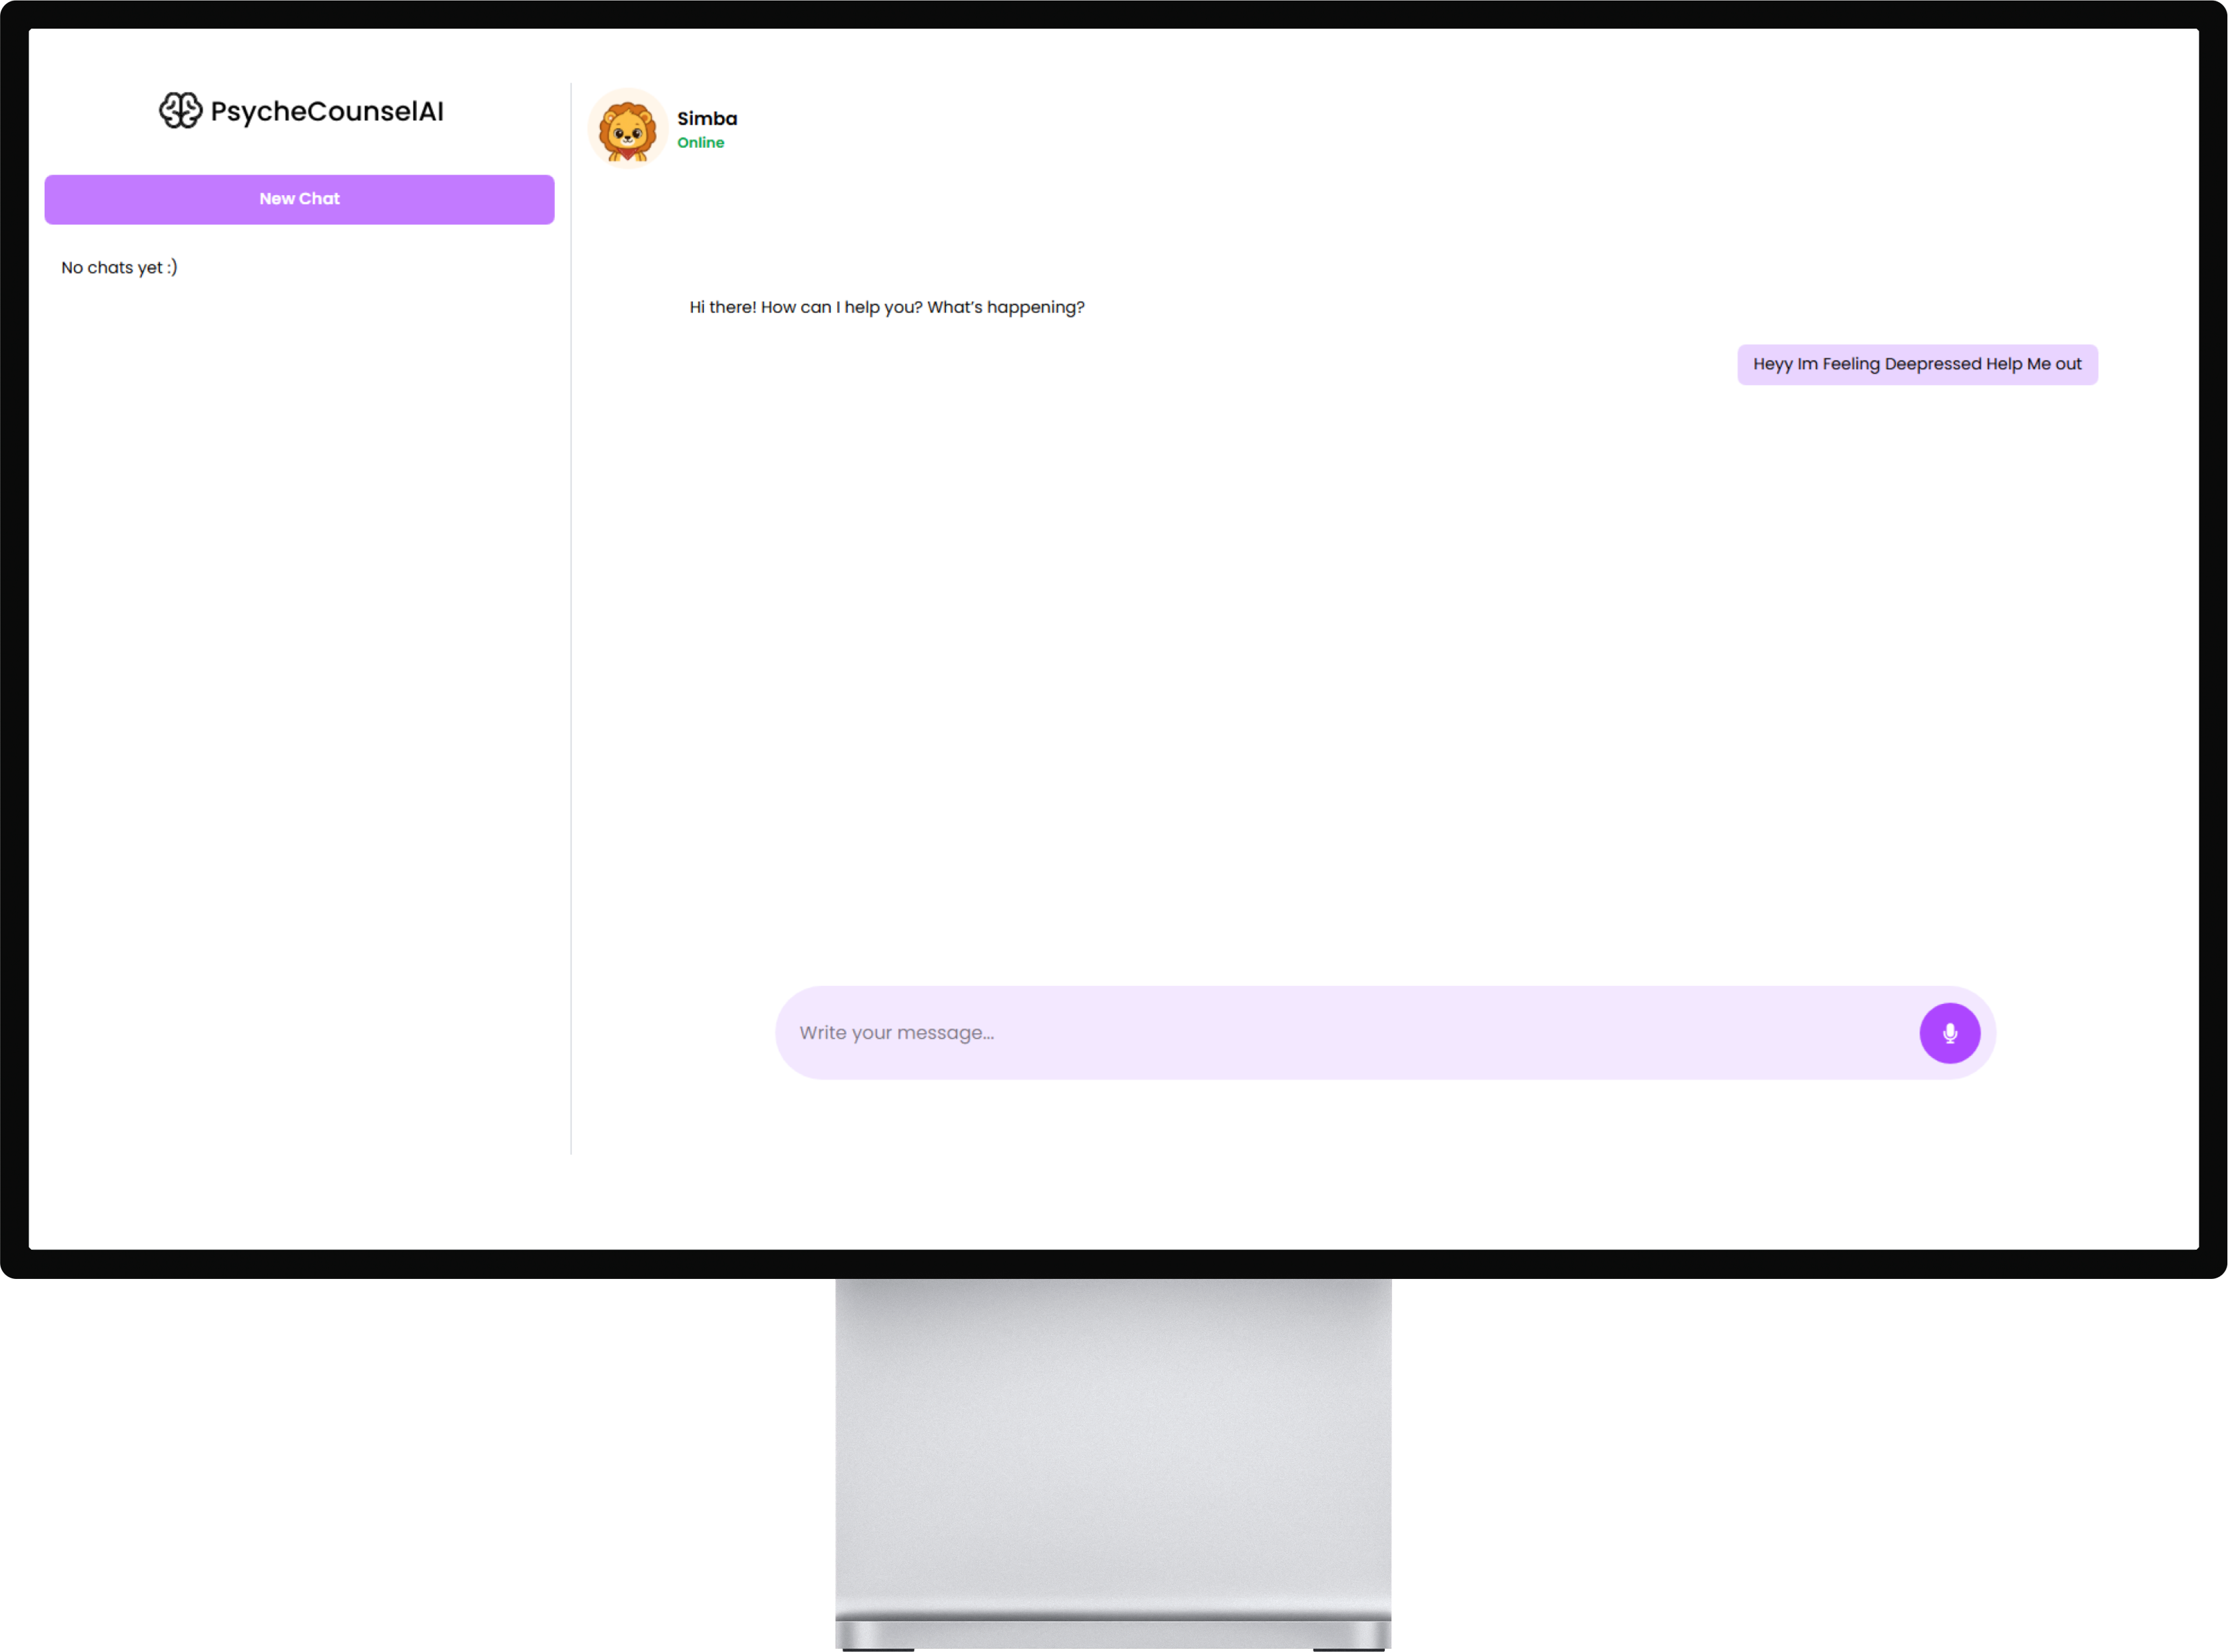 PsycheCounselAI
New Chat
No chats yet :)
Simba
Online
Hi there! How can I help you? What’s happening?
Heyy Im Feeling Deepressed Help Me out
Write your message...